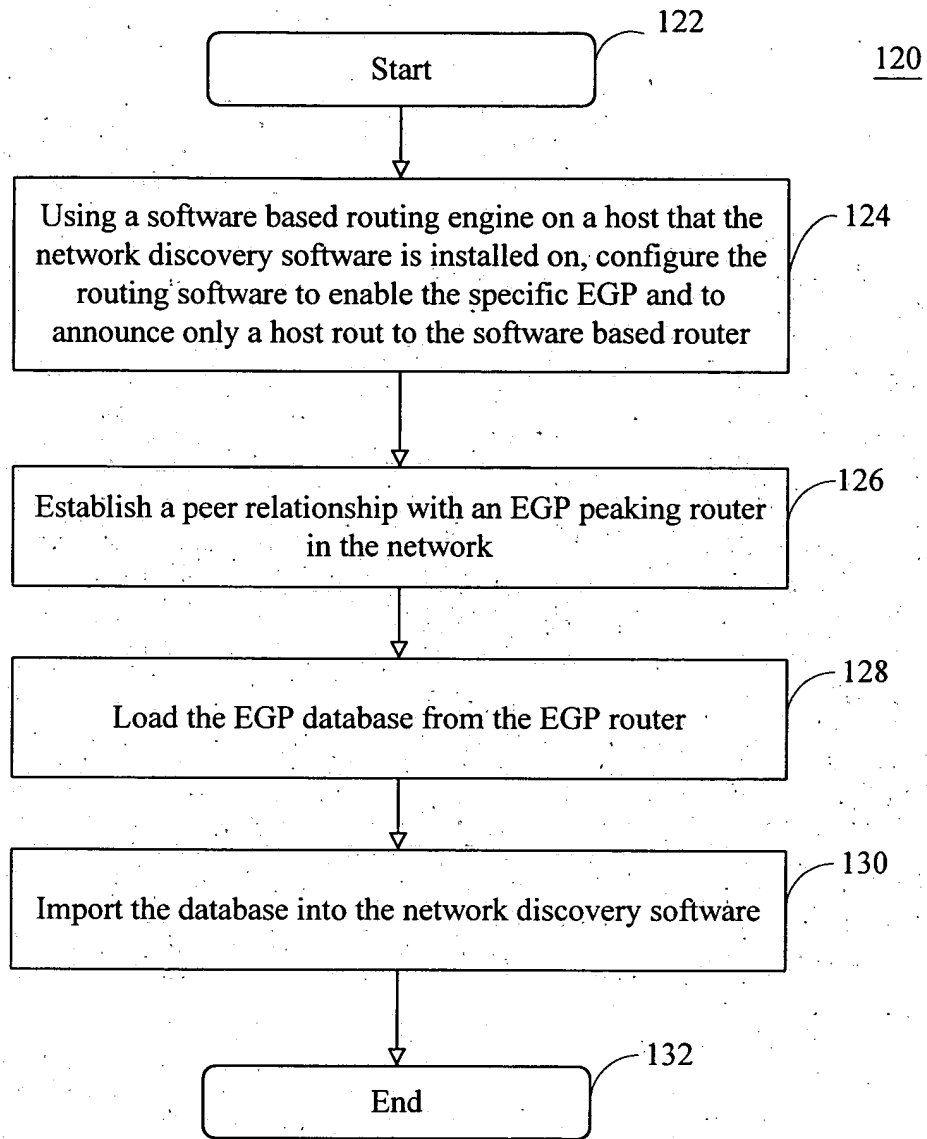 122
120
Start
Using a software based routing engine on a host that the
network discovery software is installed on, configure the
routing software to enable the specific EGP and to
announce only a host rout to the software based router
124
Establish a peer relationship with an EGP peaking router
in the network
126
Load the EGP database from the EGP router
128
Import the database into the network discovery software
130
End
132